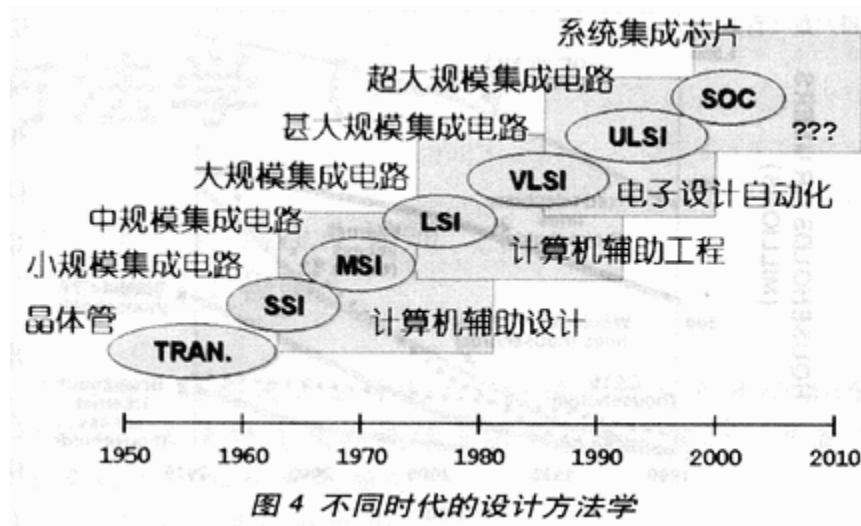 系统集成芯片
超大规模集成电路
SOC
甚大规模集成电路
ULSI
???
大规模集成电路
VLSI
电子设计自动化
中规模集成电路
LSI
计算机辅助工程
小规模集成电路
MSI
晶体管
SSI
计算机辅助设计
TRAN.
1950 1960 1970 1980 1990 2000 2010
图 4 不同时代的设计方法学